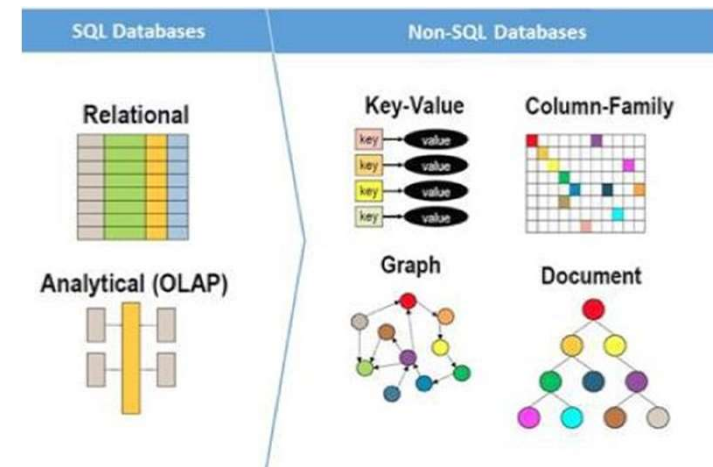 SQL Databases
Non-SQL Databases
Relational
Analytical (OLAP)
Key-Value
key value
key value
key value
key value
Column-Family
Graph
Document